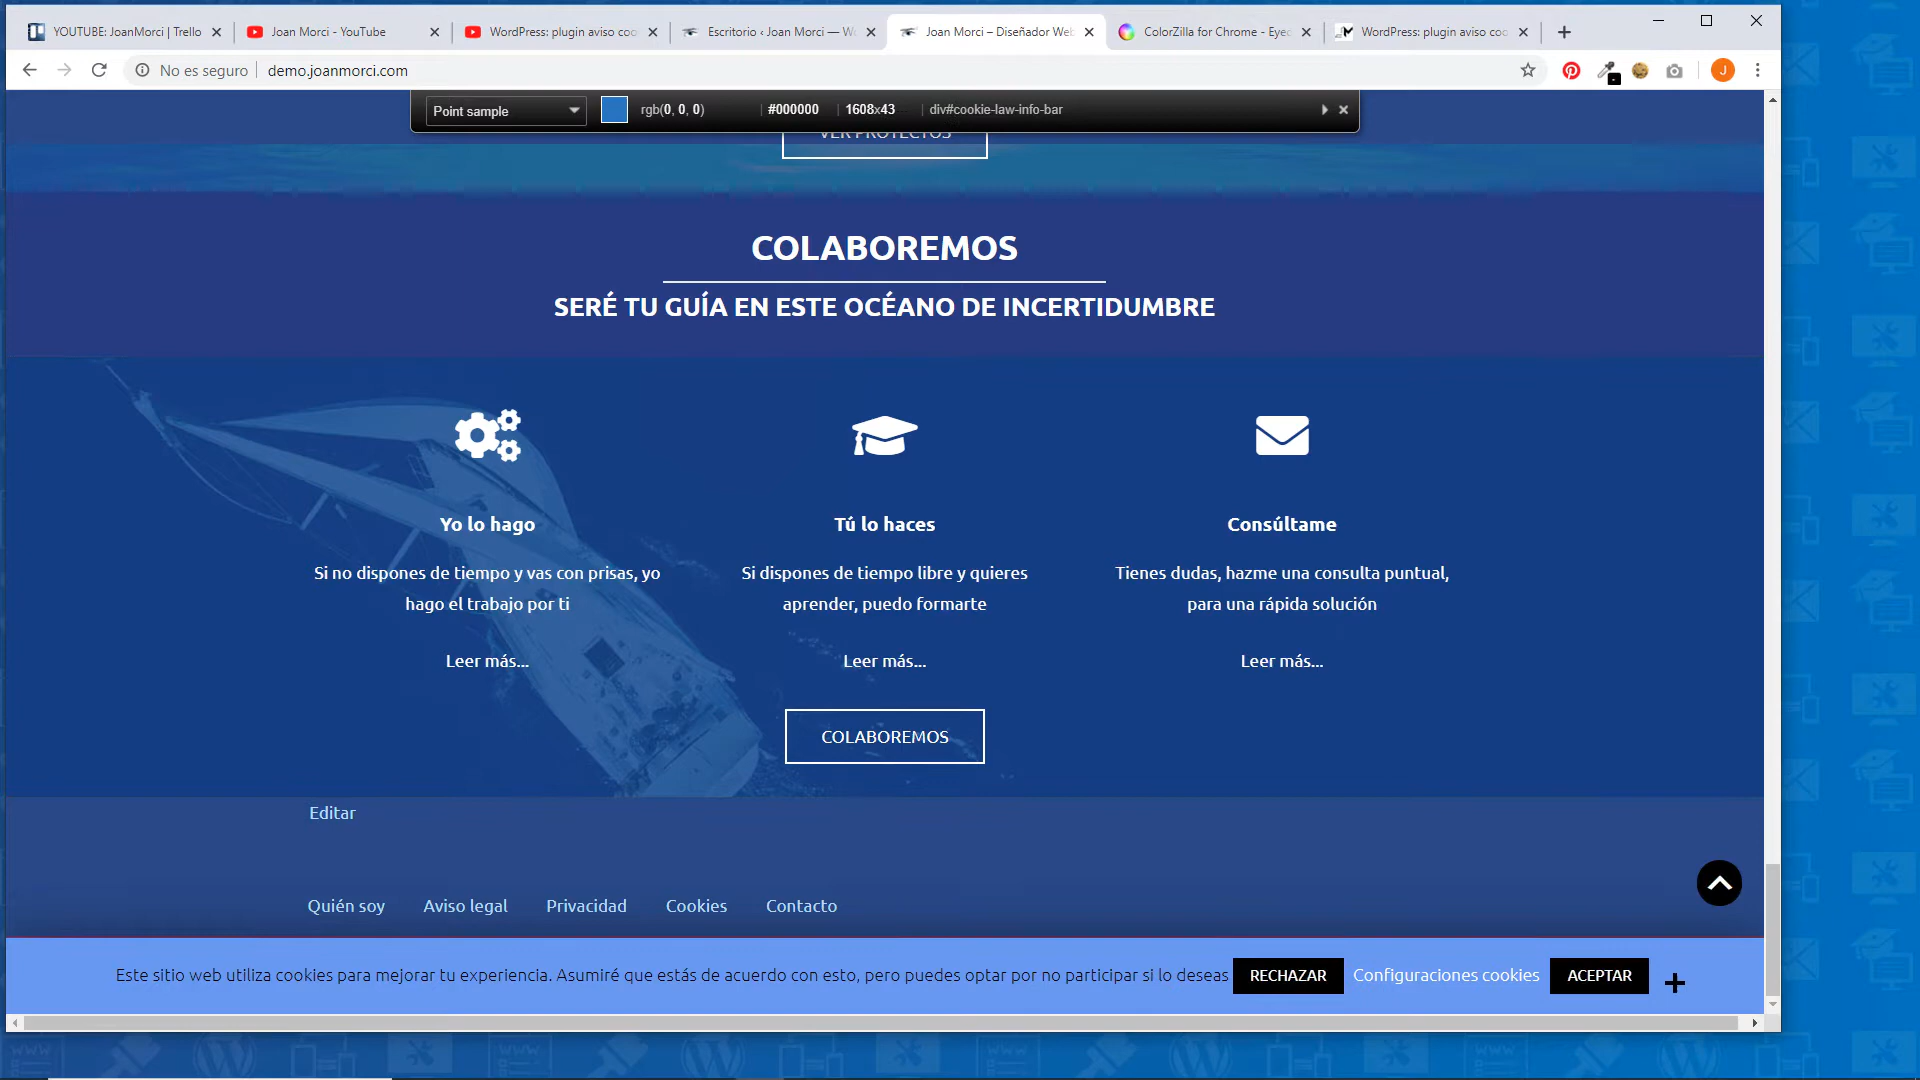 YOUTUBE: JoanMorci | Trello
Joan Morci - YouTube
WordPress: plugin aviso coo
Escritorio ‹ Joan Morci — Wo
Joan Morci – Diseñador Web
ColorZilla for Chrome - Eyec
WordPress: plugin aviso coo
No es seguro
demo.joanmorci.com
J
Point sample
rgb(0, 0, 0)
#000000
1608x43
div#cookie-law-info-bar
VER PROYECTOS
COLABOREMOS
SERÉ TU GUÍA EN ESTE OCÉANO DE INCERTIDUMBRE
Yo lo hago
Si no dispones de tiempo y vas con prisas, yo
hago el trabajo por ti
Leer más...
Tú lo haces
Si dispones de tiempo libre y quieres
aprender, puedo formarte
Leer más...
Consúltame
Tienes dudas, hazme una consulta puntual,
para una rápida solución
Leer más...
COLABOREMOS
Editar
Quién soy Aviso legal Privacidad Cookies Contacto
Este sitio web utiliza cookies para mejorar tu experiencia. Asumiré que estás de acuerdo con esto, pero puedes optar por no participar si lo deseas RECHAZAR Configuraciones cookies ACEPTAR